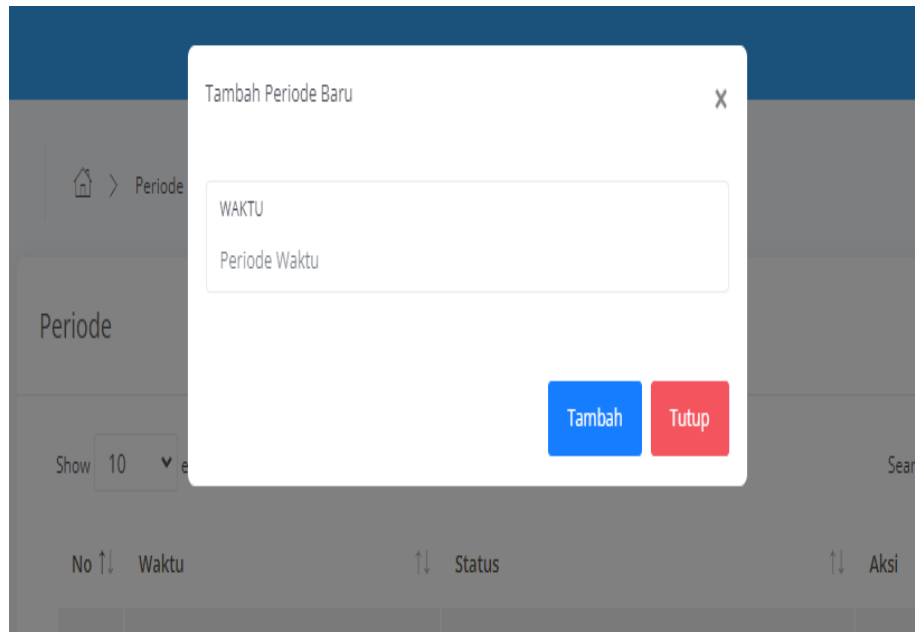 Tambah Periode Baru
x
Periode
WAKTU
Periode Waktu
Periode
Tambah Tutup
Show 10 e
Sear
No Waktu Status Aksi